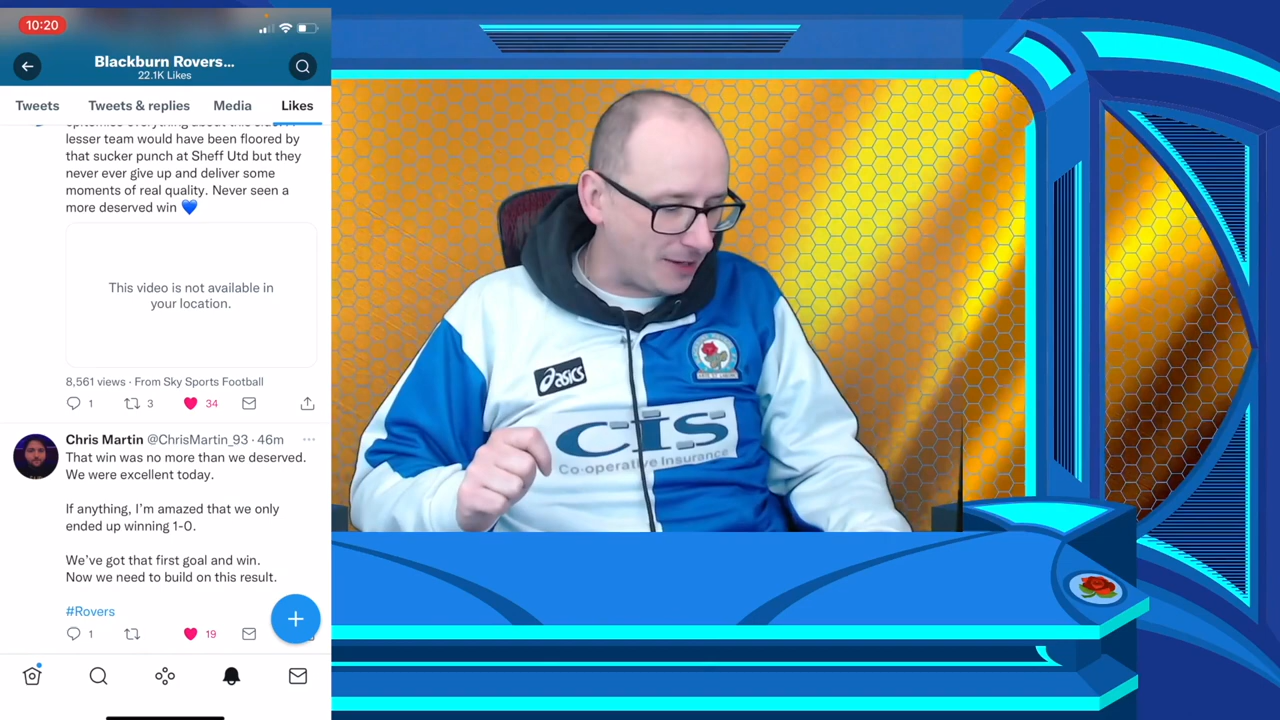 10:20
Blackburn Rovers...
22.1K Likes
Tweets
Tweets & replies
Media
Likes
lesser team would have been floored by
that sucker punch at Sheff Utd but they
never ever give up and deliver some
moments of real quality. Never seen a
more deserved win 💙
This video is not available in
your location.
8,561 views · From Sky Sports Football
1
3
34
Chris Martin @ChrisMartin_93 · 46m
That win was no more than we deserved.
We were excellent today.
If anything, I'm amazed that we only
ended up winning 1-0.
We've got that first goal and win.
Now we need to build on this result.
#Rovers
1
19
asics
CIS
Co-operative Insurance